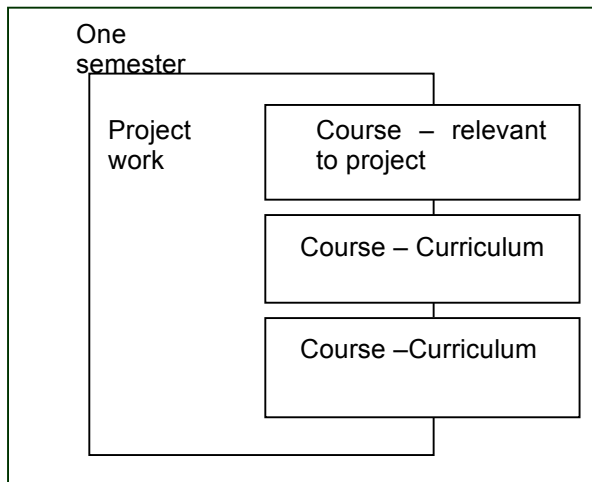 One
semester
Project
work
Course – relevant
to project
Course – Curriculum
Course –Curriculum